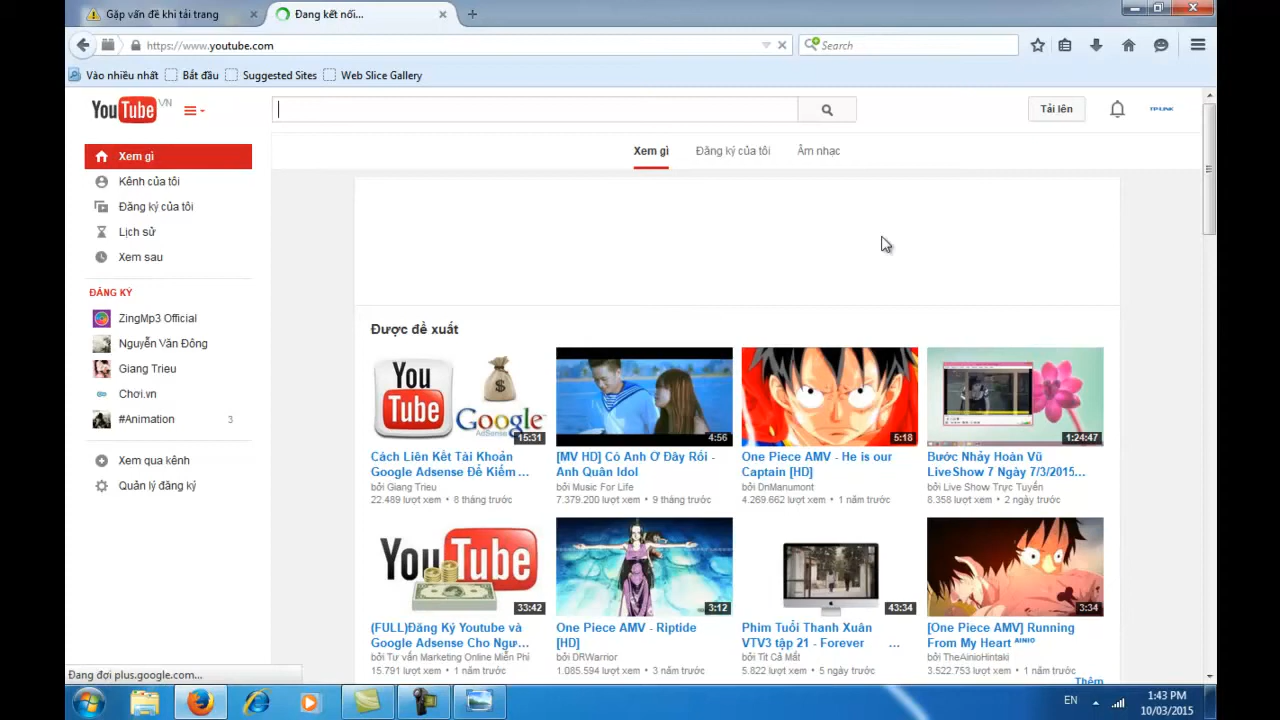 Gặp vấn đề khi tải trang
Đang kết nối...
https://www.youtube.com
Search
Vào nhiều nhất
Bắt đầu
Suggested Sites
Web Slice Gallery
YouTube VN
Tải lên
TP-LINK
Xem gì
Đăng ký của tôi
Âm nhạc
Xem gì
Kênh của tôi
Đăng ký của tôi
Lịch sử
Xem sau
ĐĂNG KÝ
ZingMp3 Official
Nguyễn Văn Đông
Giang Trieu
Chơi.vn
#Animation 3
Xem qua kênh
Quản lý đăng ký
Được đề xuất
You
Tube
Google
AdSense
15:31
Cách Liên Kết Tài Khoản
Google Adsense Để Kiếm ...
bởi Giang Trieu
22.489 lượt xem • 8 tháng trước
4:56
[MV HD] Có Anh Ở Đây Rồi -
Anh Quân Idol
bởi Music For Life
7.379.200 lượt xem • 9 tháng trước
5:18
One Piece AMV - He is our
Captain [HD]
bởi DnManumont
4.269.662 lượt xem • 1 năm trước
1:24:47
Bước Nhảy Hoàn Vũ
LiveShow 7 Ngày 7/3/2015...
bởi Live Show Trực Tuyến
8.358 lượt xem • 2 ngày trước
YouTube
33:42
(FULL)Đăng Ký Youtube và
Google Adsense Cho Ngư...
bởi Tư vấn Marketing Online Miễn Phí
15.791 lượt xem • 1 năm trước
3:12
One Piece AMV - Riptide
[HD]
bởi DRWarrior
1.085.594 lượt xem • 3 năm trước
43:34
Phim Tuổi Thanh Xuân
VTV3 tập 21 - Forever ...
bởi Tít Cà Mắt
5.822 lượt xem • 5 ngày trước
3:34
[One Piece AMV] Running
From My Heart ᴬᴵᴺᴵᴼ
bởi TheAinioHintaki
3.522.753 lượt xem • 1 năm trước
Thêm
Đang đợi plus.google.com...
EN
1:43 PM
10/03/2015